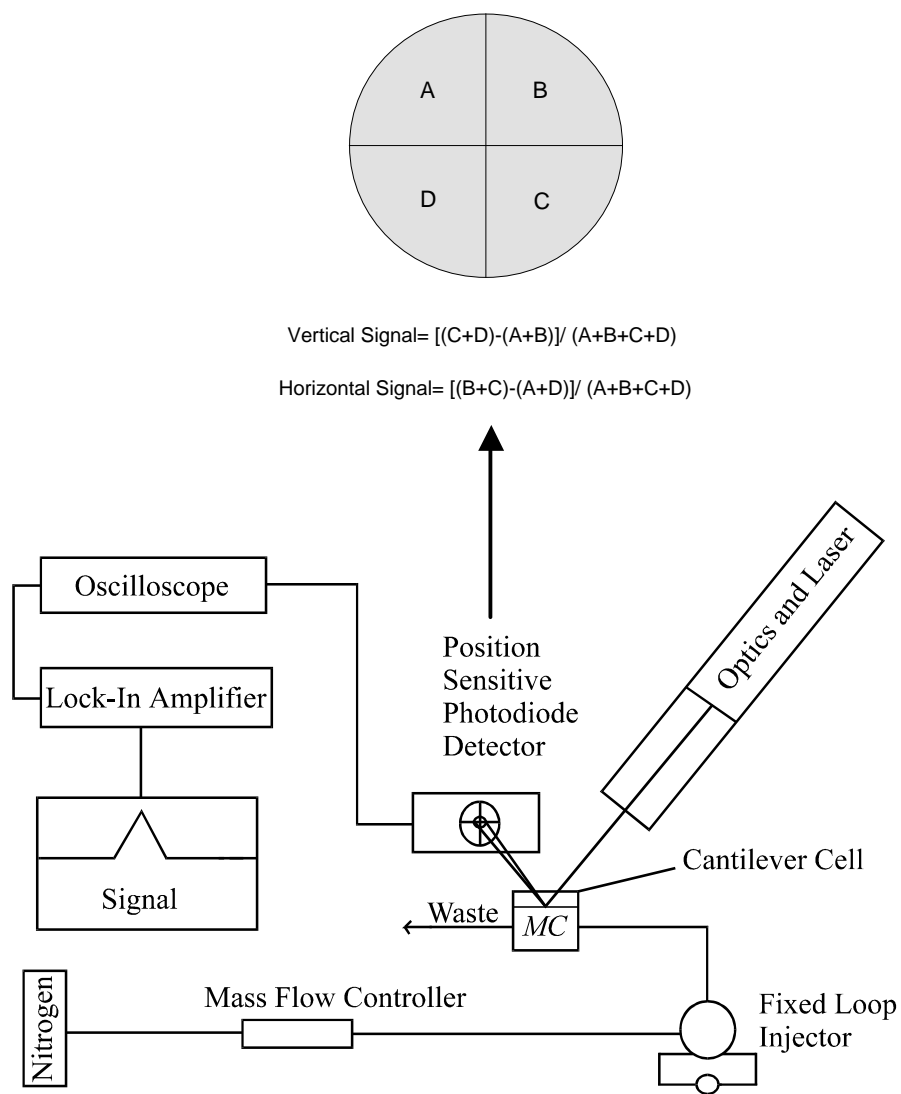 A
B
D
C
Vertical Signal= [(C+D)-(A+B)]/ (A+B+C+D)
Horizontal Signal= [(B+C)-(A+D)]/ (A+B+C+D)
Optics and Laser
Oscilloscope
Position
Sensitive
Photodiode
Detector
Lock-In Amplifier
Cantilever Cell
Signal
Waste
MC
Nitrogen
Mass Flow Controller
Fixed Loop
Injector